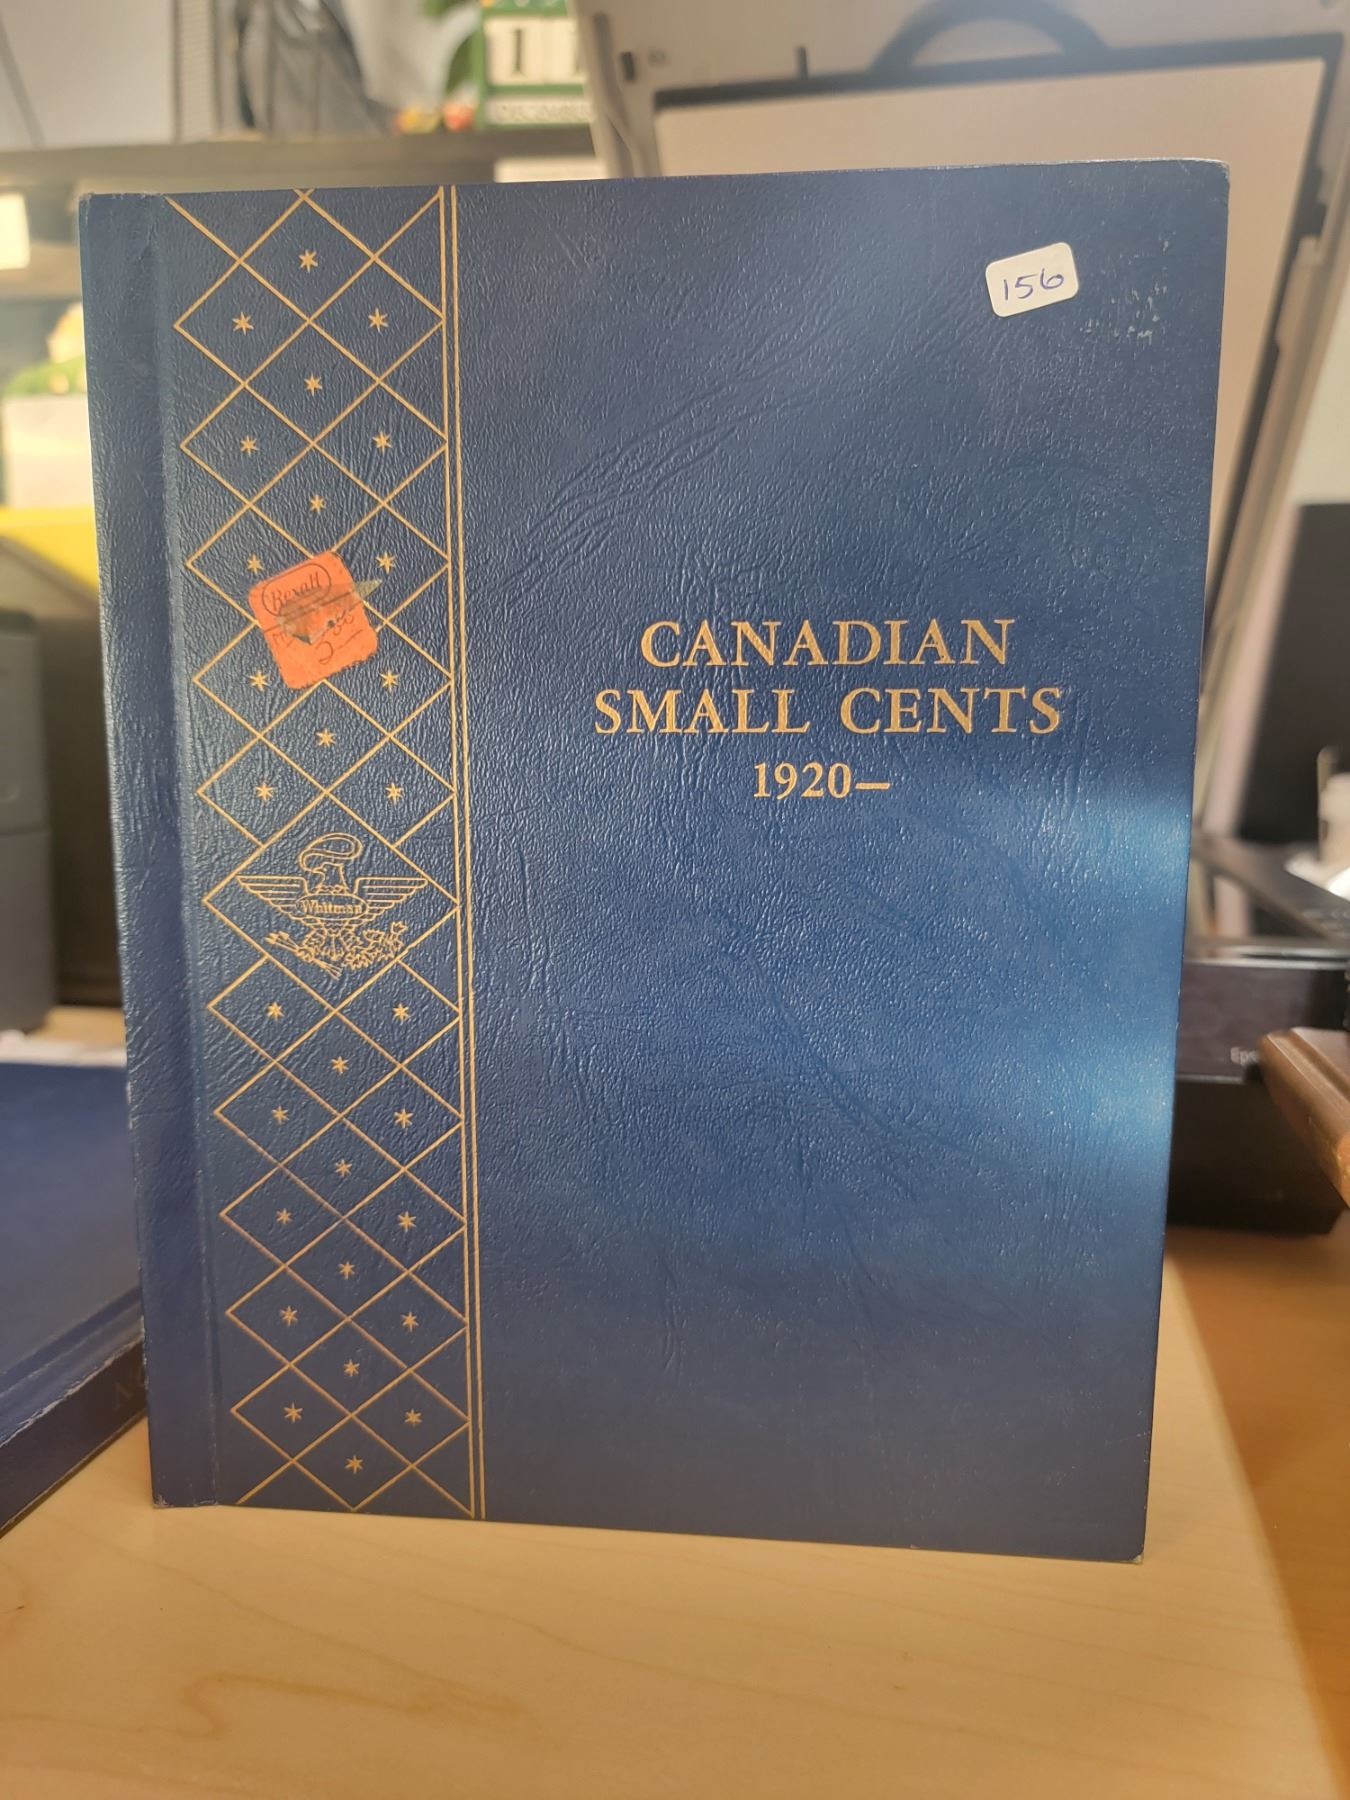 156
Rexall
CANADIAN
SMALL CENTS
1920—
Whitman